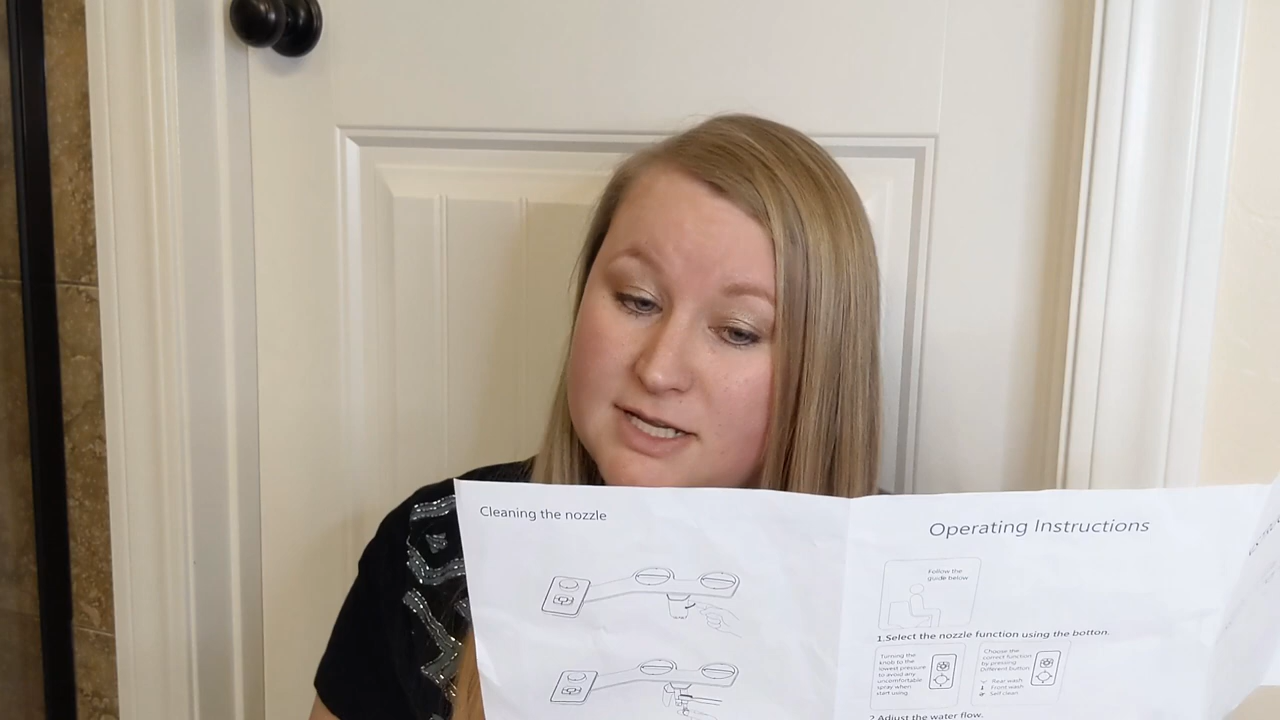 Cleaning the nozzle
Operating Instructions
Follow the
guide below
1.Select the nozzle function using the botton.
Turning the
knob to the
lowest pressure
to avoid any
uncomfortable
spray when
start using.
Choose the
correct function
by pressing
Different button.
Rear wash
Front wash
Self clean
2.Adjust the water flow.